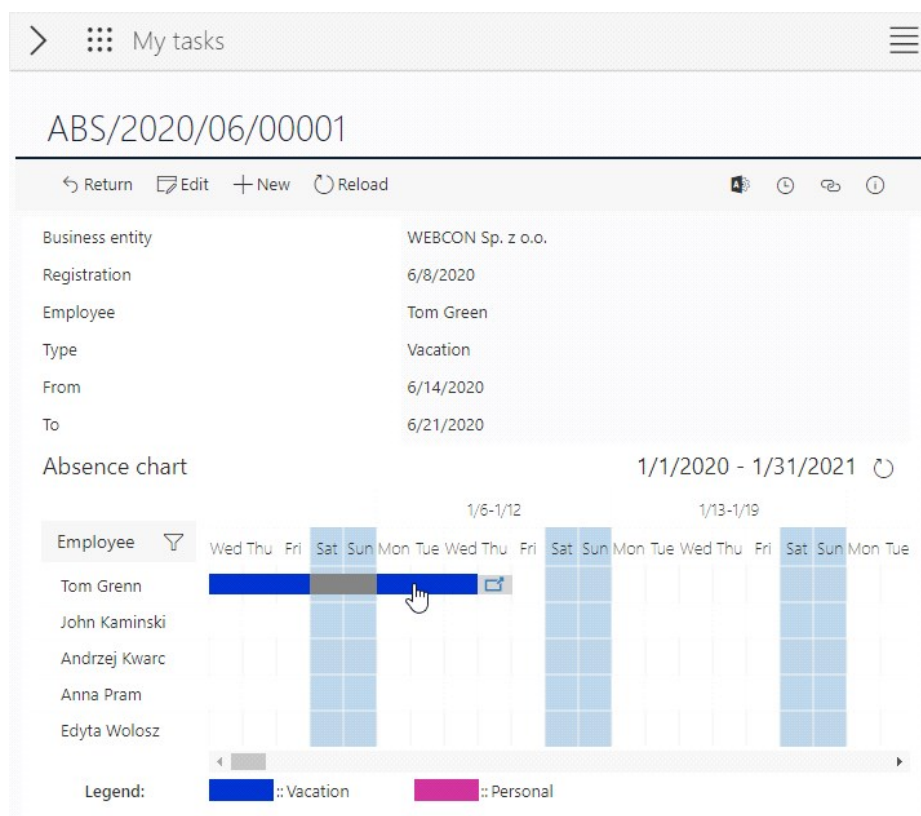 My tasks
ABS/2020/06/00001
Return Edit New Reload
Business entity WEBCON Sp. z o.o.
Registration 6/8/2020
Employee Tom Green
Type Vacation
From 6/14/2020
To 6/21/2020
Absence chart 1/1/2020 - 1/31/2021
1/6-1/12 1/13-1/19
Employee Wed Thu Fri Sat Sun Mon Tue Wed Thu Fri Sat Sun Mon Tue Wed Thu Fri Sat Sun Mon Tue
Tom Grenn
John Kaminski
Andrzej Kwarc
Anna Pram
Edyta Wolosz
Legend: :: Vacation :: Personal